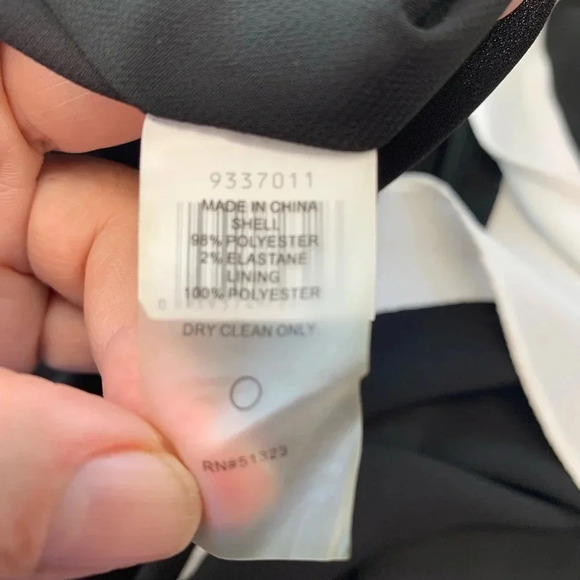 9337011
MADE IN CHINA
SHELL
98% POLYESTER
2% ELASTANE
LINING
100% POLYESTER
DRY CLEAN ONLY
RN#51323